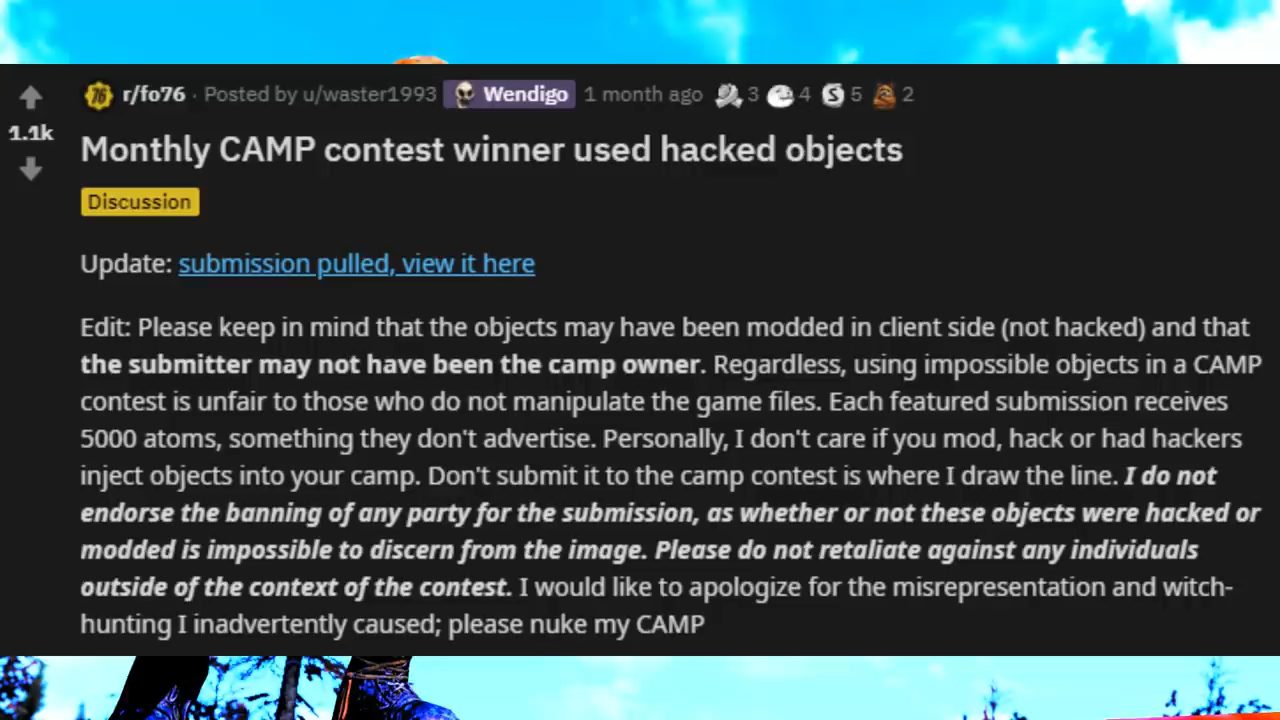 r/fo76 · Posted by u/waster1993 Wendigo 1 month ago 3 4 5 2
1.1k
Monthly CAMP contest winner used hacked objects
Discussion
Update: submission pulled, view it here
Edit: Please keep in mind that the objects may have been modded in client side (not hacked) and that
the submitter may not have been the camp owner. Regardless, using impossible objects in a CAMP
contest is unfair to those who do not manipulate the game files. Each featured submission receives
5000 atoms, something they don't advertise. Personally, I don't care if you mod, hack or had hackers
inject objects into your camp. Don't submit it to the camp contest is where I draw the line. I do not
endorse the banning of any party for the submission, as whether or not these objects were hacked or
modded is impossible to discern from the image. Please do not retaliate against any individuals
outside of the context of the contest. I would like to apologize for the misrepresentation and witch-
hunting I inadvertently caused; please nuke my CAMP